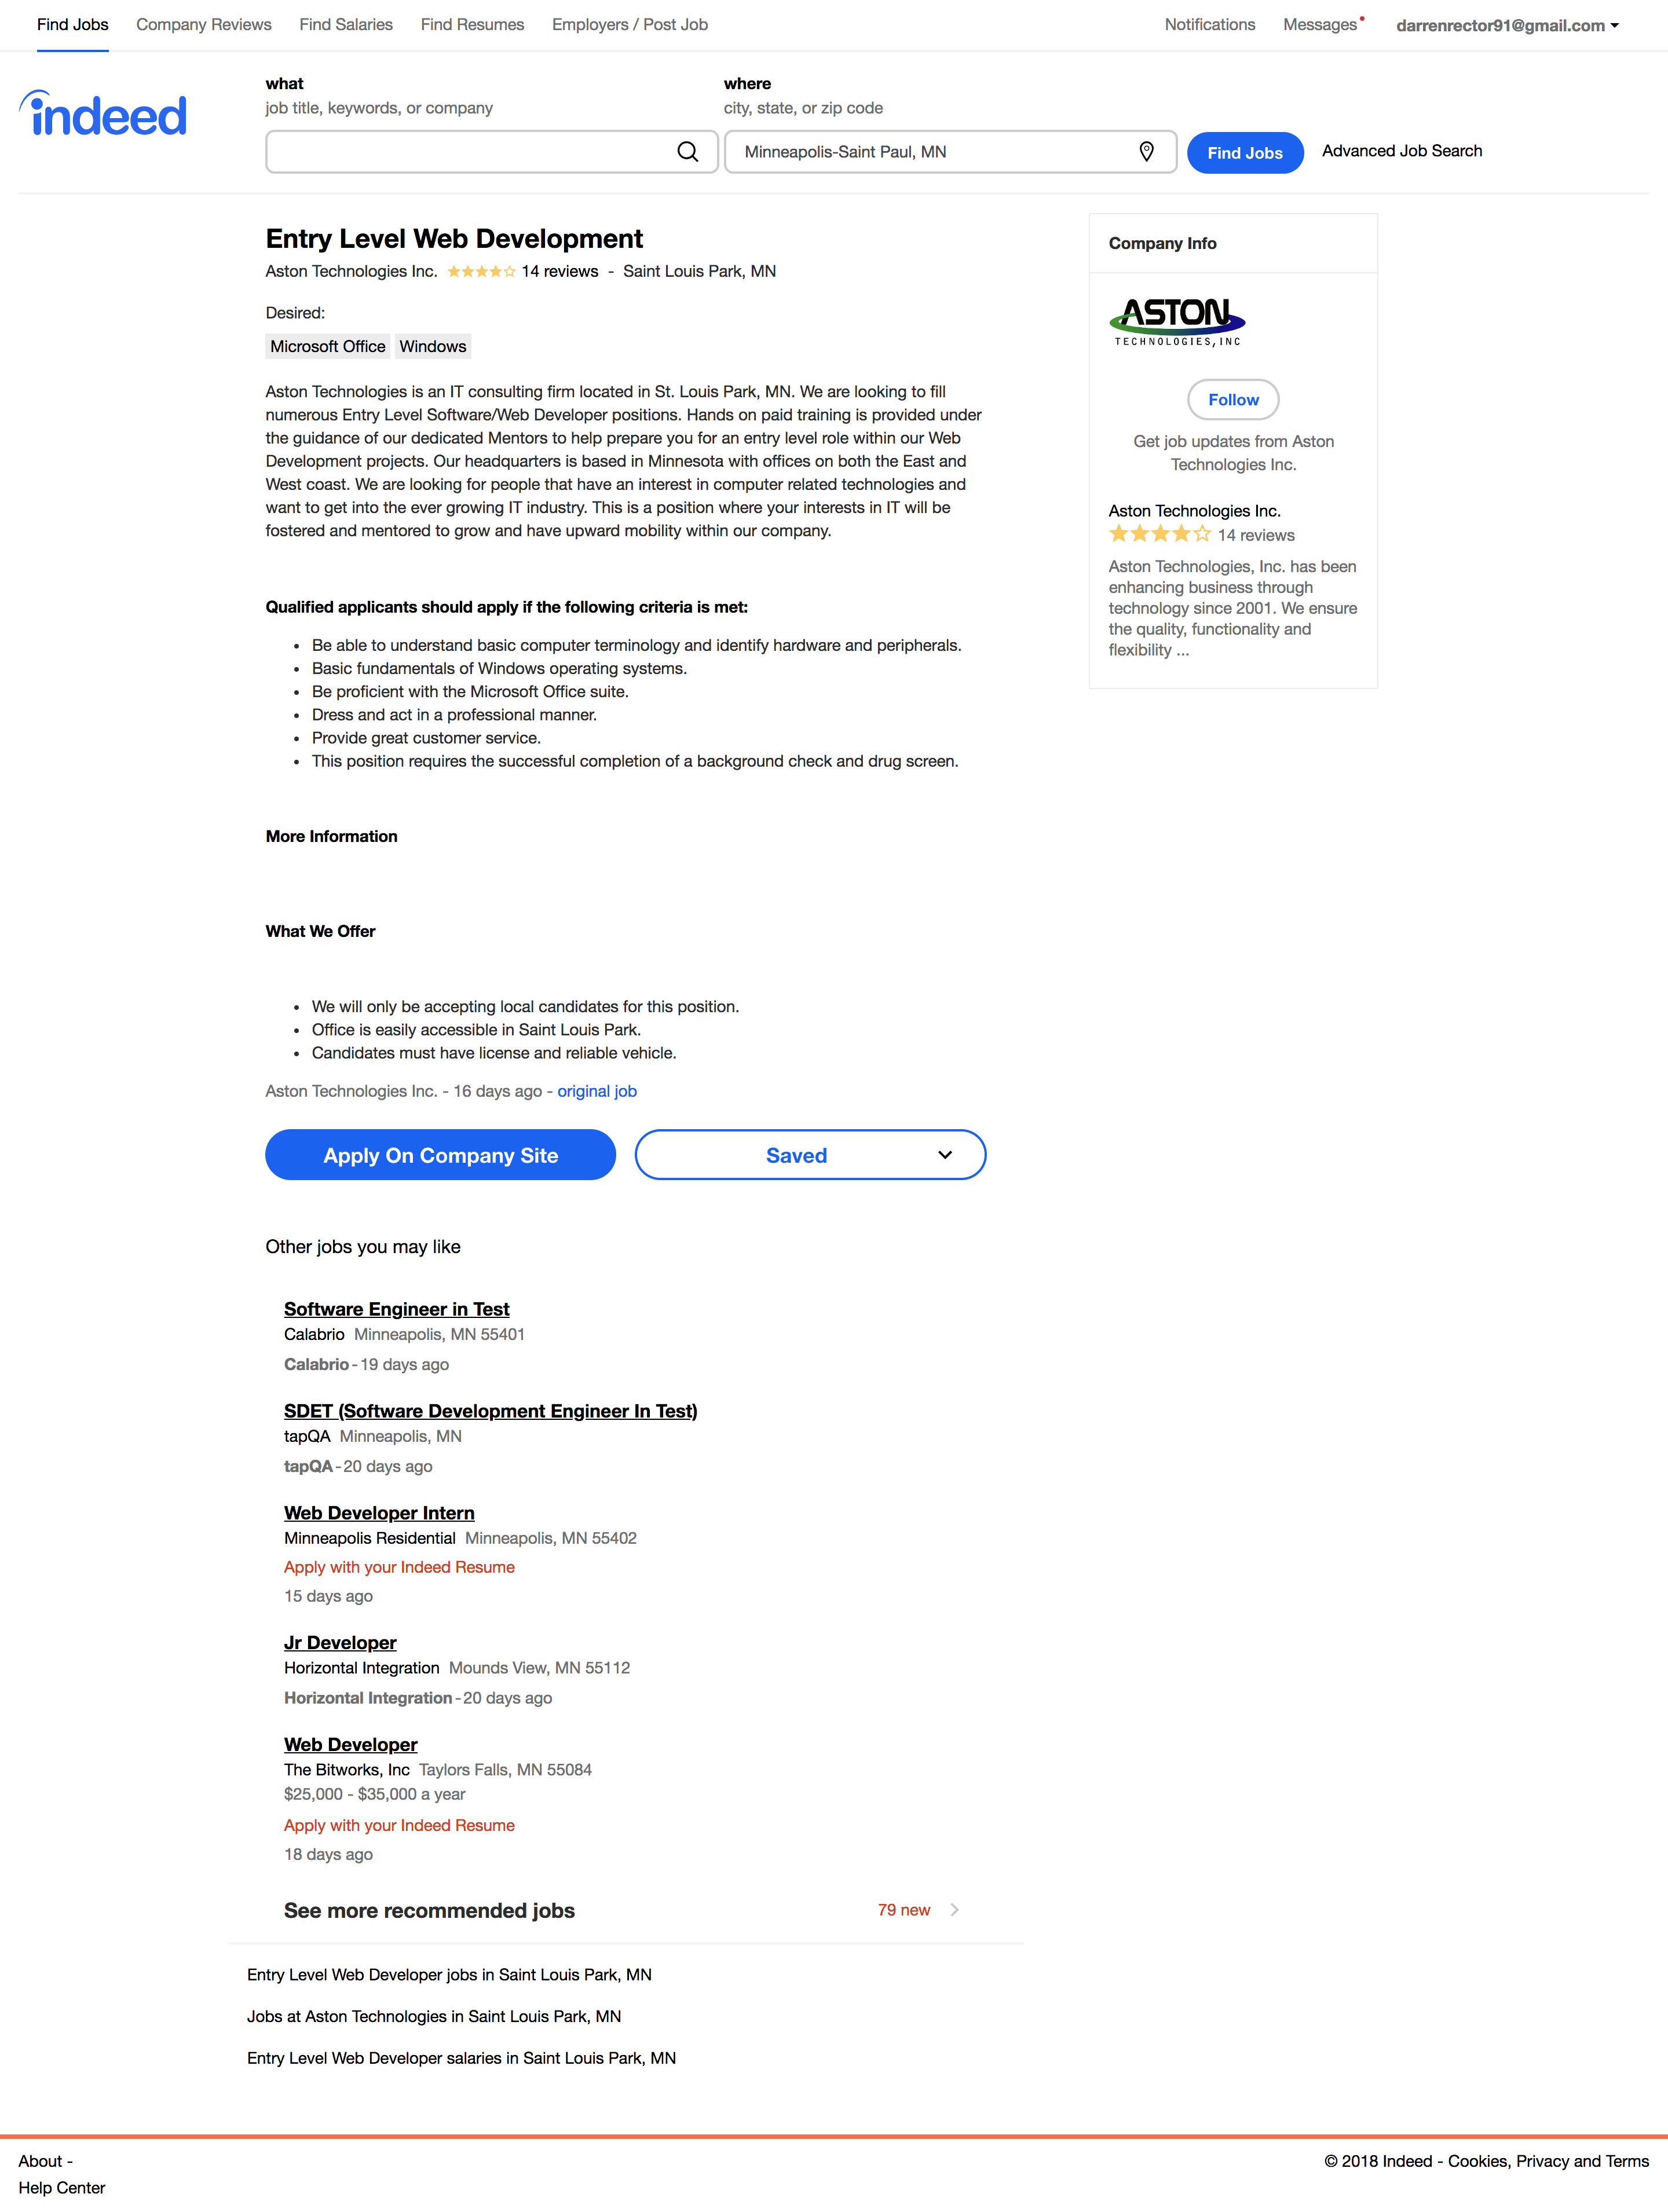 Find Jobs Company Reviews Find Salaries Find Resumes Employers / Post Job Notifications Messages darrenrector91@gmail.com
indeed
what
job title, keywords, or company
where
city, state, or zip code
Minneapolis-Saint Paul, MN
Find Jobs
Advanced Job Search
Entry Level Web Development
Aston Technologies Inc. 14 reviews - Saint Louis Park, MN
Desired:
Microsoft Office Windows
Aston Technologies is an IT consulting firm located in St. Louis Park, MN. We are looking to fill
numerous Entry Level Software/Web Developer positions. Hands on paid training is provided under
the guidance of our dedicated Mentors to help prepare you for an entry level role within our Web
Development projects. Our headquarters is based in Minnesota with offices on both the East and
West coast. We are looking for people that have an interest in computer related technologies and
want to get into the ever growing IT industry. This is a position where your interests in IT will be
fostered and mentored to grow and have upward mobility within our company.
Qualified applicants should apply if the following criteria is met:
• Be able to understand basic computer terminology and identify hardware and peripherals.
• Basic fundamentals of Windows operating systems.
• Be proficient with the Microsoft Office suite.
• Dress and act in a professional manner.
• Provide great customer service.
• This position requires the successful completion of a background check and drug screen.
More Information
What We Offer
• We will only be accepting local candidates for this position.
• Office is easily accessible in Saint Louis Park.
• Candidates must have license and reliable vehicle.
Aston Technologies Inc. - 16 days ago - original job
Apply On Company Site
Saved
Company Info
ASTON
TECHNOLOGIES, INC
Follow
Get job updates from Aston
Technologies Inc.
Aston Technologies Inc.
14 reviews
Aston Technologies, Inc. has been
enhancing business through
technology since 2001. We ensure
the quality, functionality and
flexibility ...
Other jobs you may like
Software Engineer in Test
Calabrio Minneapolis, MN 55401
Calabrio - 19 days ago
SDET (Software Development Engineer In Test)
tapQA Minneapolis, MN
tapQA - 20 days ago
Web Developer Intern
Minneapolis Residential Minneapolis, MN 55402
Apply with your Indeed Resume
15 days ago
Jr Developer
Horizontal Integration Mounds View, MN 55112
Horizontal Integration - 20 days ago
Web Developer
The Bitworks, Inc Taylors Falls, MN 55084
$25,000 - $35,000 a year
Apply with your Indeed Resume
18 days ago
See more recommended jobs 79 new
Entry Level Web Developer jobs in Saint Louis Park, MN
Jobs at Aston Technologies in Saint Louis Park, MN
Entry Level Web Developer salaries in Saint Louis Park, MN
About -
Help Center
© 2018 Indeed - Cookies, Privacy and Terms